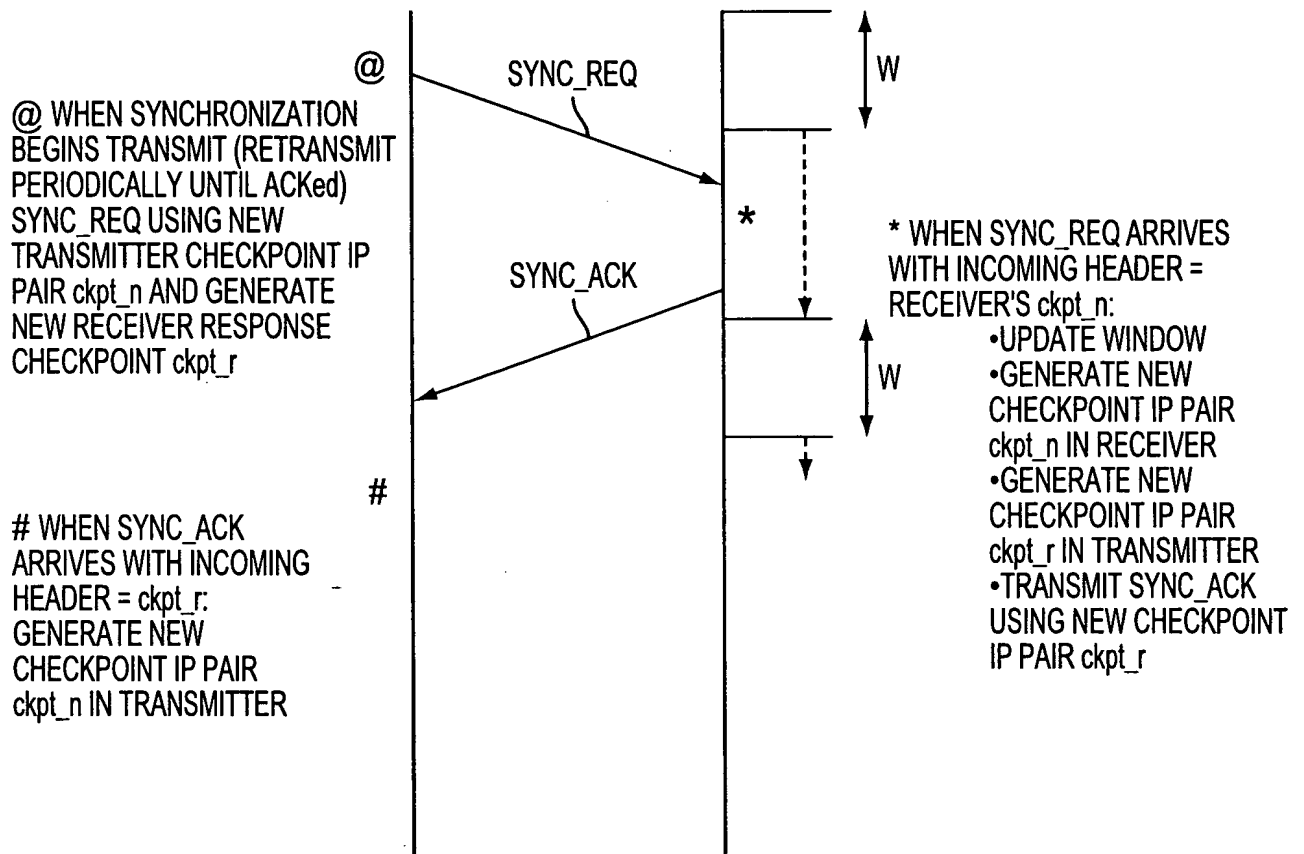 @
@ WHEN SYNCHRONIZATION
BEGINS TRANSMIT (RETRANSMIT
PERIODICALLY UNTIL ACKed)
SYNC_REQ USING NEW
TRANSMITTER CHECKPOINT IP
PAIR ckpt_n AND GENERATE
NEW RECEIVER RESPONSE
CHECKPOINT ckpt_r
#
# WHEN SYNC_ACK
ARRIVES WITH INCOMING
HEADER = ckpt_r:
GENERATE NEW
CHECKPOINT IP PAIR
ckpt_n IN TRANSMITTER
SYNC_REQ
SYNC_ACK
W
*
W
* WHEN SYNC_REQ ARRIVES
WITH INCOMING HEADER =
RECEIVER'S ckpt_n:
•UPDATE WINDOW
•GENERATE NEW
CHECKPOINT IP PAIR
ckpt_n IN RECEIVER
•GENERATE NEW
CHECKPOINT IP PAIR
ckpt_r IN TRANSMITTER
•TRANSMIT SYNC_ACK
USING NEW CHECKPOINT
IP PAIR ckpt_r